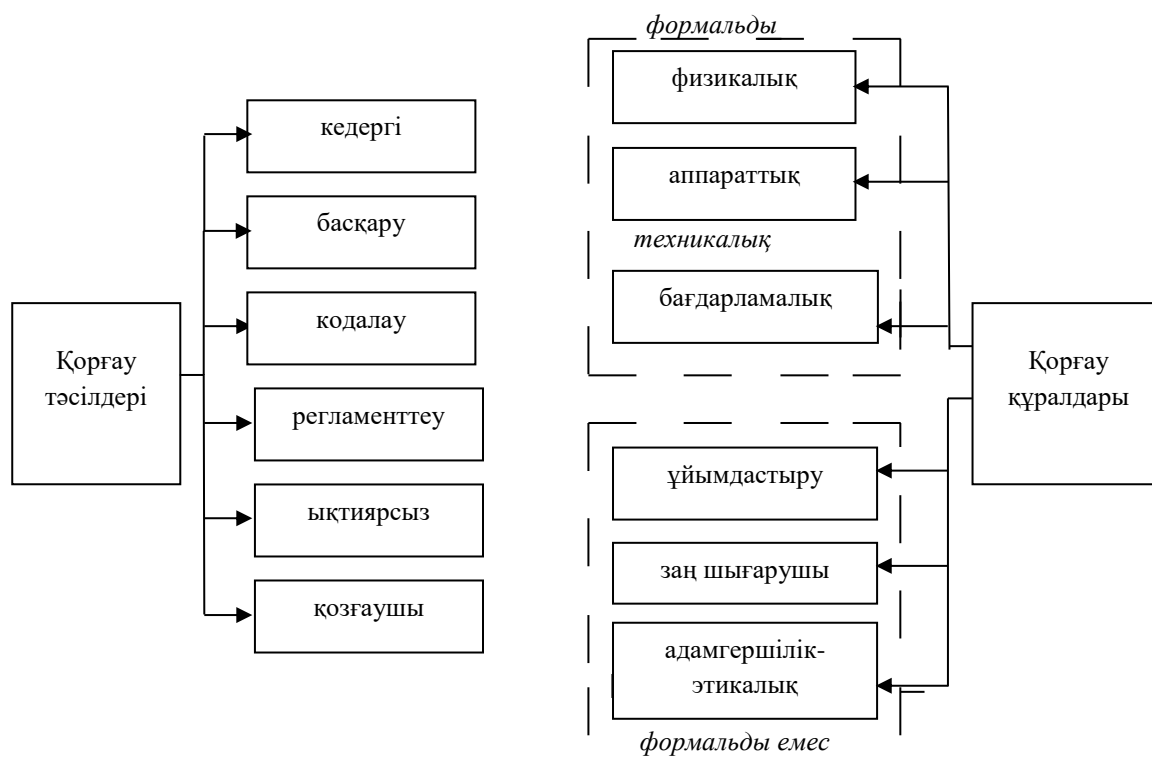 формальды
физикалық
кедергі
аппараттық
басқару
техникалық
бағдарламалық
кодалау
Қорғау
тәсілдері
Қорғау
құралдары
регламенттеу
ұйымдастыру
ықтиярсыз
заң шығарушы
қозғаушы
адамгершілік-
этикалық
формальды емес